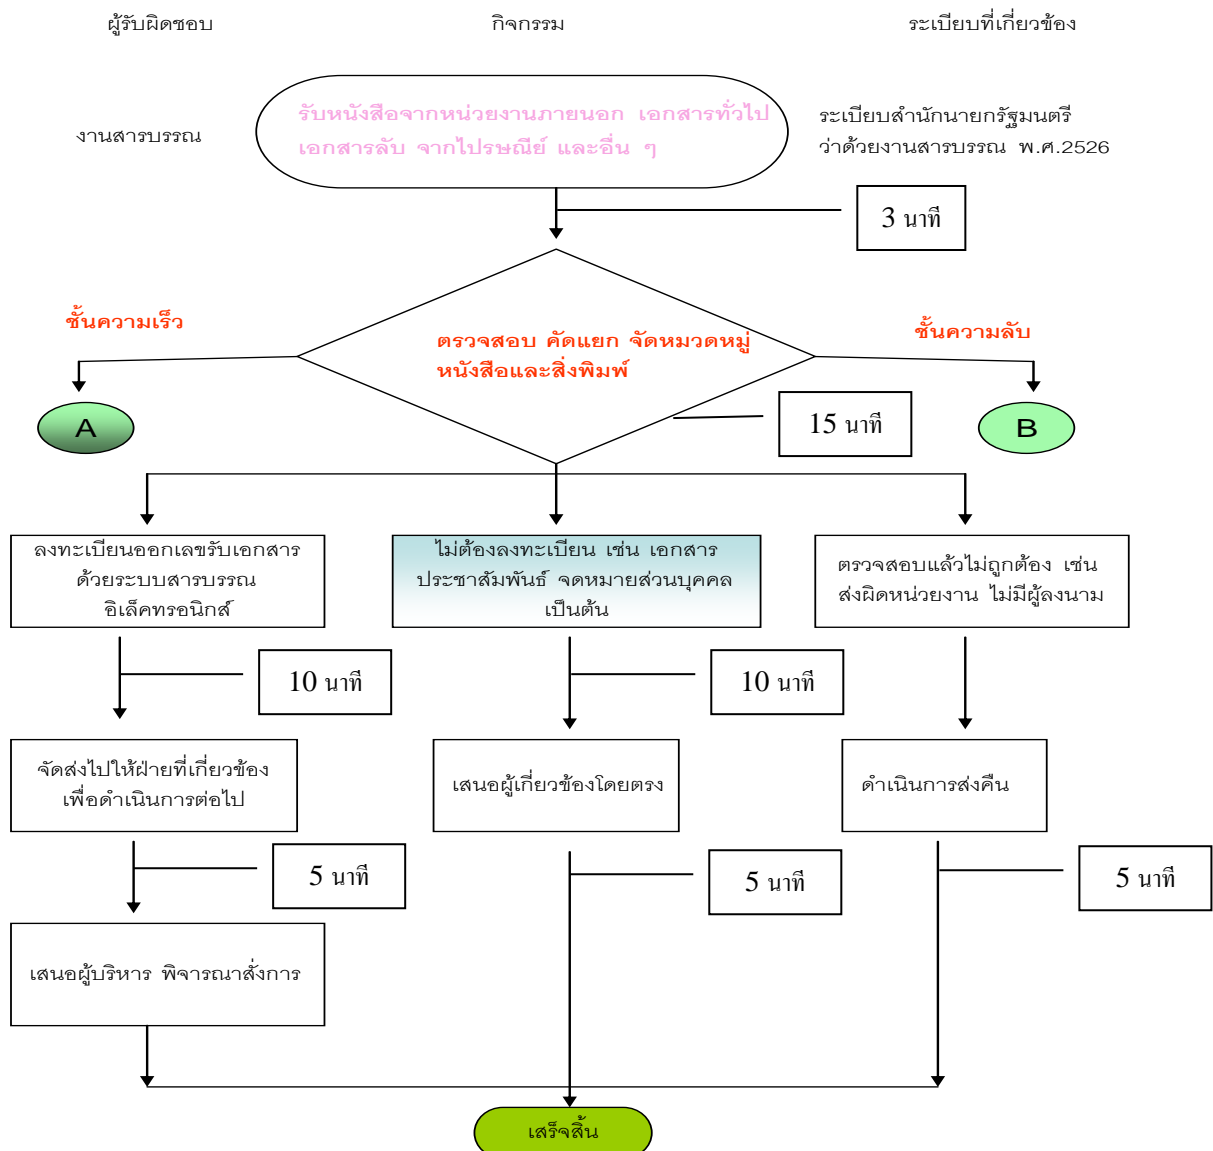 ผู้รับผิดชอบ
กิจกรรม
ระเบียบที่เกี่ยวข้อง
งานสารบรรณ
รับหนังสือจากหน่วยงานภายนอก เอกสารทั่วไป
เอกสารลับ จากไปรษณีย์ และอื่น ๆ
ระเบียบสำนักนายกรัฐมนตรี
ว่าด้วยงานสารบรรณ พ.ศ.2526
3 นาที
ชั้นความเร็ว
ตรวจสอบ คัดแยก จัดหมวดหมู่
หนังสือและสิ่งพิมพ์
ชั้นความลับ
A
15 นาที
B
ลงทะเบียนออกเลขรับเอกสาร
ด้วยระบบสารบรรณ
อิเล็คทรอนิกส์
ไม่ต้องลงทะเบียน เช่น เอกสาร
ประชาสัมพันธ์ จดหมายส่วนบุคคล
เป็นต้น
ตรวจสอบแล้วไม่ถูกต้อง เช่น
ส่งผิดหน่วยงาน ไม่มีผู้ลงนาม
10 นาที
10 นาที
จัดส่งไปให้ฝ่ายที่เกี่ยวข้อง
เพื่อดำเนินการต่อไป
เสนอผู้เกี่ยวข้องโดยตรง
ดำเนินการส่งคืน
5 นาที
5 นาที
5 นาที
เสนอผู้บริหาร พิจารณาสั่งการ
เสร็จสิ้น